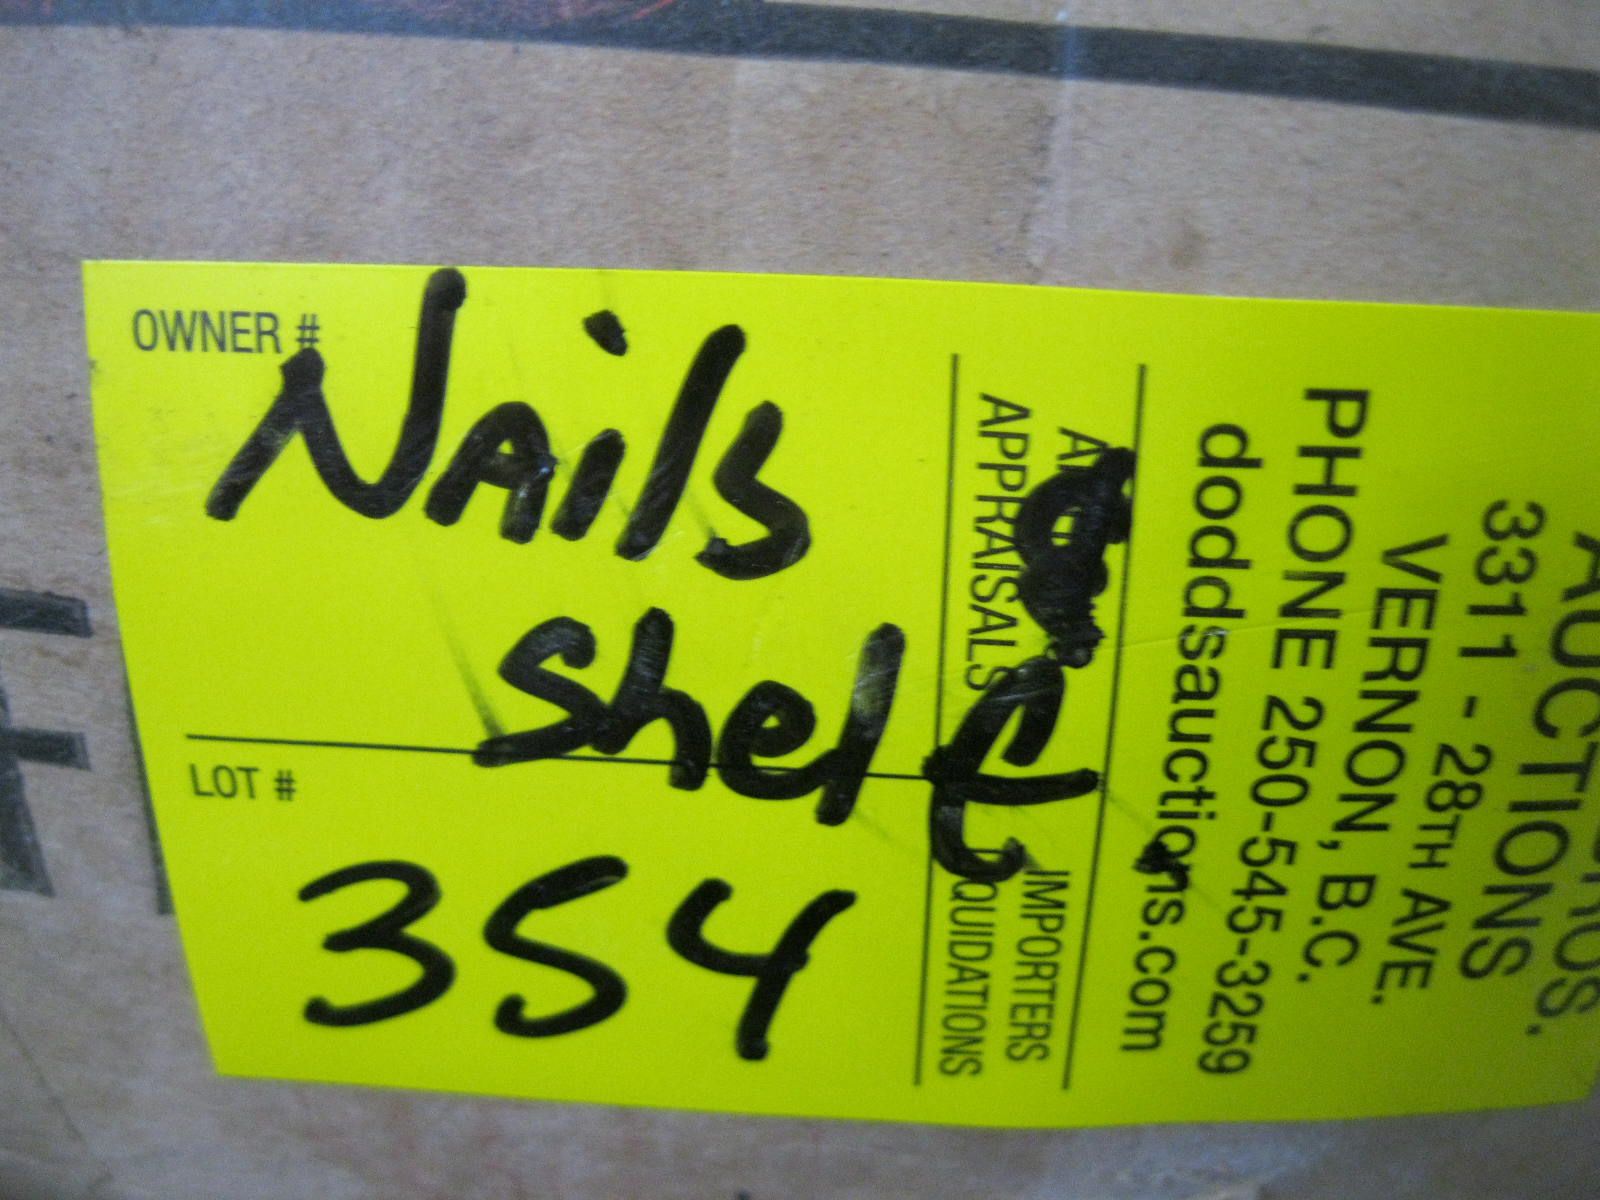 OWNER #
Nails &
Shelf
LOT #
354
AUCTIONS
3311 - 28TH AVE.
VERNON, B.C.
PHONE 250-545-3259
doddsauctions.com
IMPORTERS
APPRAISALS LIQUIDATIONS